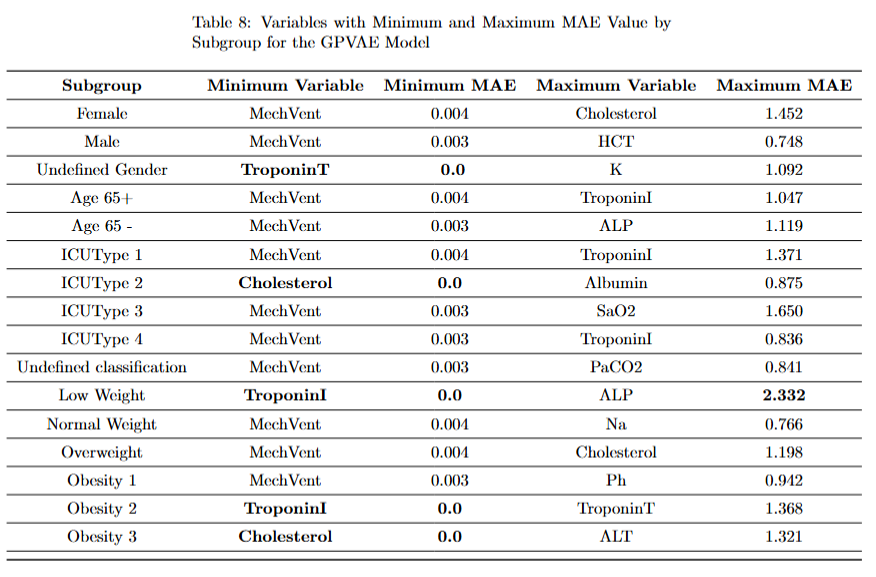 Table 8: Variables with Minimum and Maximum MAE Value by
Subgroup for the GPVAE Model
Subgroup Minimum Variable Minimum MAE Maximum Variable Maximum MAE
Female MechVent 0.004 Cholesterol 1.452
Male MechVent 0.003 HCT 0.748
Undefined Gender TroponinT 0.0 K 1.092
Age 65+ MechVent 0.004 TroponinI 1.047
Age 65 - MechVent 0.003 ALP 1.119
ICUType 1 MechVent 0.004 TroponinI 1.371
ICUType 2 Cholesterol 0.0 Albumin 0.875
ICUType 3 MechVent 0.003 SaO2 1.650
ICUType 4 MechVent 0.003 TroponinI 0.836
Undefined classification MechVent 0.003 PaCO2 0.841
Low Weight TroponinI 0.0 ALP 2.332
Normal Weight MechVent 0.004 Na 0.766
Overweight MechVent 0.004 Cholesterol 1.198
Obesity 1 MechVent 0.003 Ph 0.942
Obesity 2 TroponinI 0.0 TroponinT 1.368
Obesity 3 Cholesterol 0.0 ALT 1.321